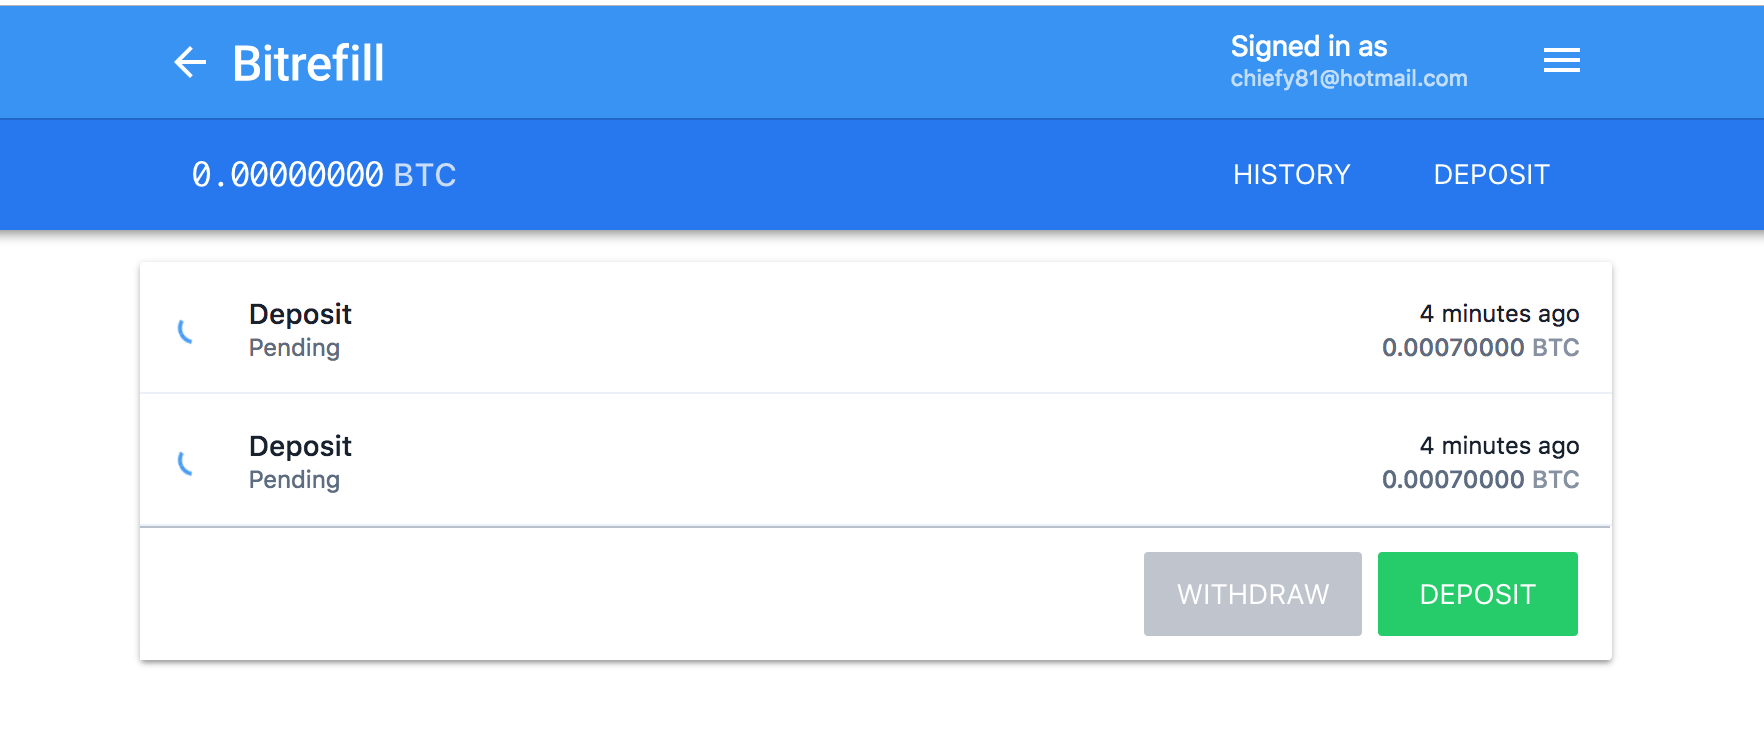 Bitrefill
Signed in as
chiefy81@hotmail.com
0.00000000 BTC
HISTORY
DEPOSIT
Deposit
4 minutes ago
Pending
0.00070000 BTC
Deposit
4 minutes ago
Pending
0.00070000 BTC
WITHDRAW
DEPOSIT